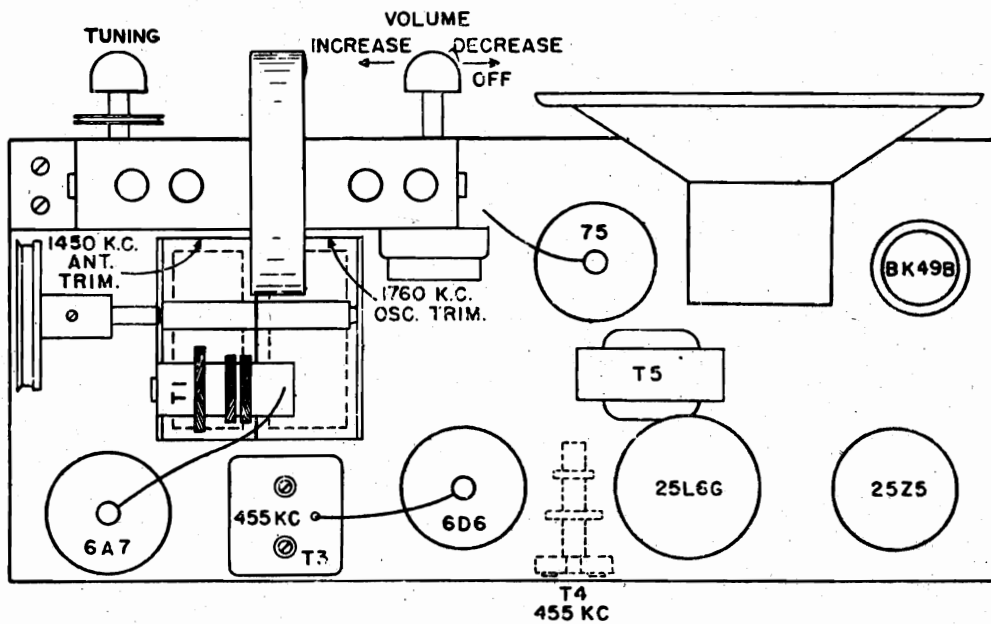 TUNING
VOLUME
INCREASE DECREASE
OFF
1450 K.C.
ANT.
TRIM.
1760 K.C.
OSC. TRIM.
75
BK49B
T1
T5
6A7
455 KC
T3
6D6
25L6G
25Z5
T4
455 KC